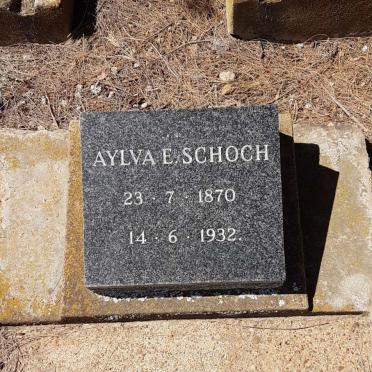 AYLVA E. SCHOCH
23 · 7 · 1870
14 · 6 · 1932.